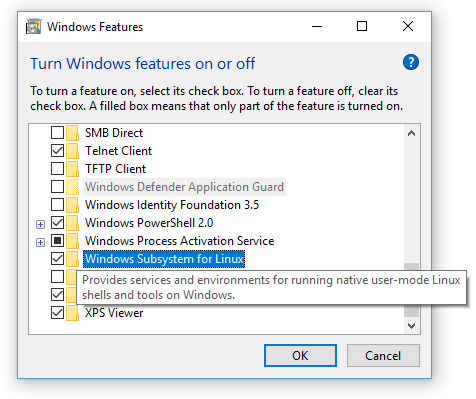 Windows Features
Turn Windows features on or off
To turn a feature on, select its check box. To turn a feature off, clear its
check box. A filled box means that only part of the feature is turned on.
SMB Direct
Telnet Client
TFTP Client
Windows Defender Application Guard
Windows Identity Foundation 3.5
Windows PowerShell 2.0
Windows Process Activation Service
Windows Subsystem for Linux
Provides services and environments for running native user-mode Linux
shells and tools on Windows.
XPS Viewer
OK
Cancel